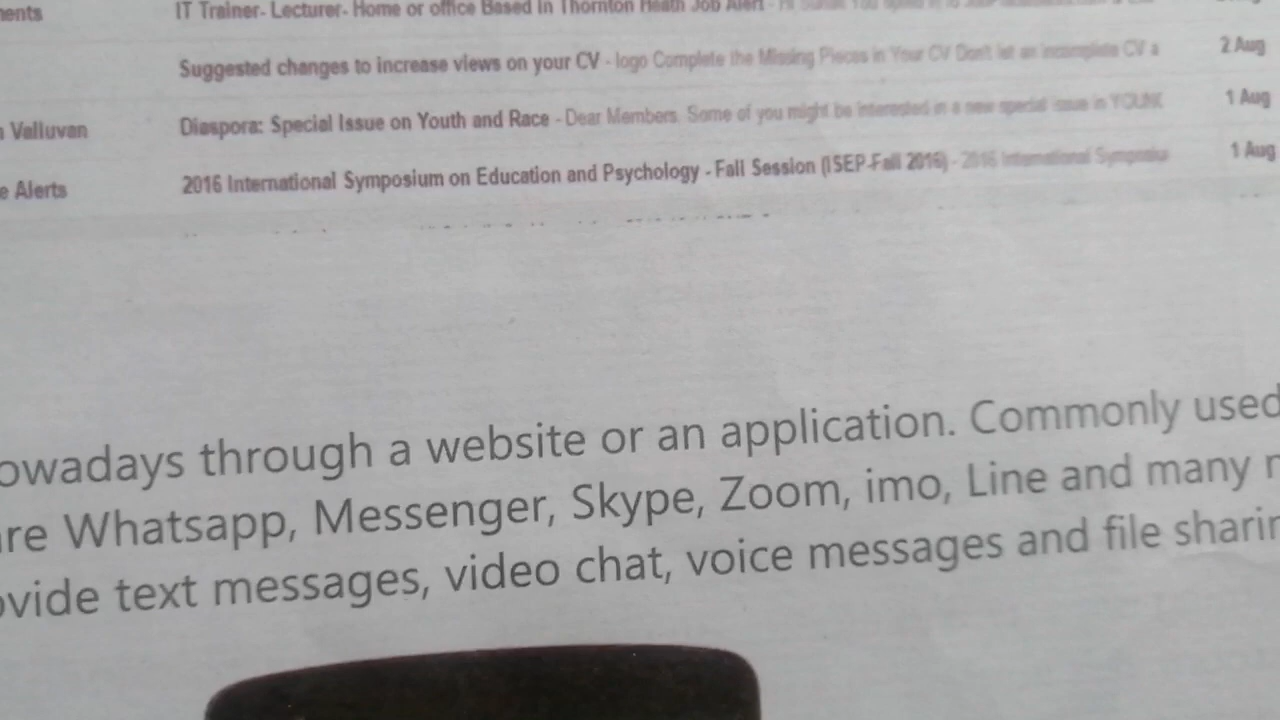 ents IT Trainer- Lecturer- Home or office Based in Thornton Heath Job Alert -
Suggested changes to increase views on your CV - logo Complete the Missing Pieces in Your CV Don't let an incomplete CV a 2 Aug
n Valluvan Diaspora: Special Issue on Youth and Race - Dear Members. Some of you might be interested in a new special issue in YOUNG 1 Aug
e Alerts 2016 International Symposium on Education and Psychology - Fall Session (ISEP-Fall 2016) - 2016 International Symposiu 1 Aug
owadays through a website or an application. Commonly used
re Whatsapp, Messenger, Skype, Zoom, imo, Line and many
ovide text messages, video chat, voice messages and file sharin